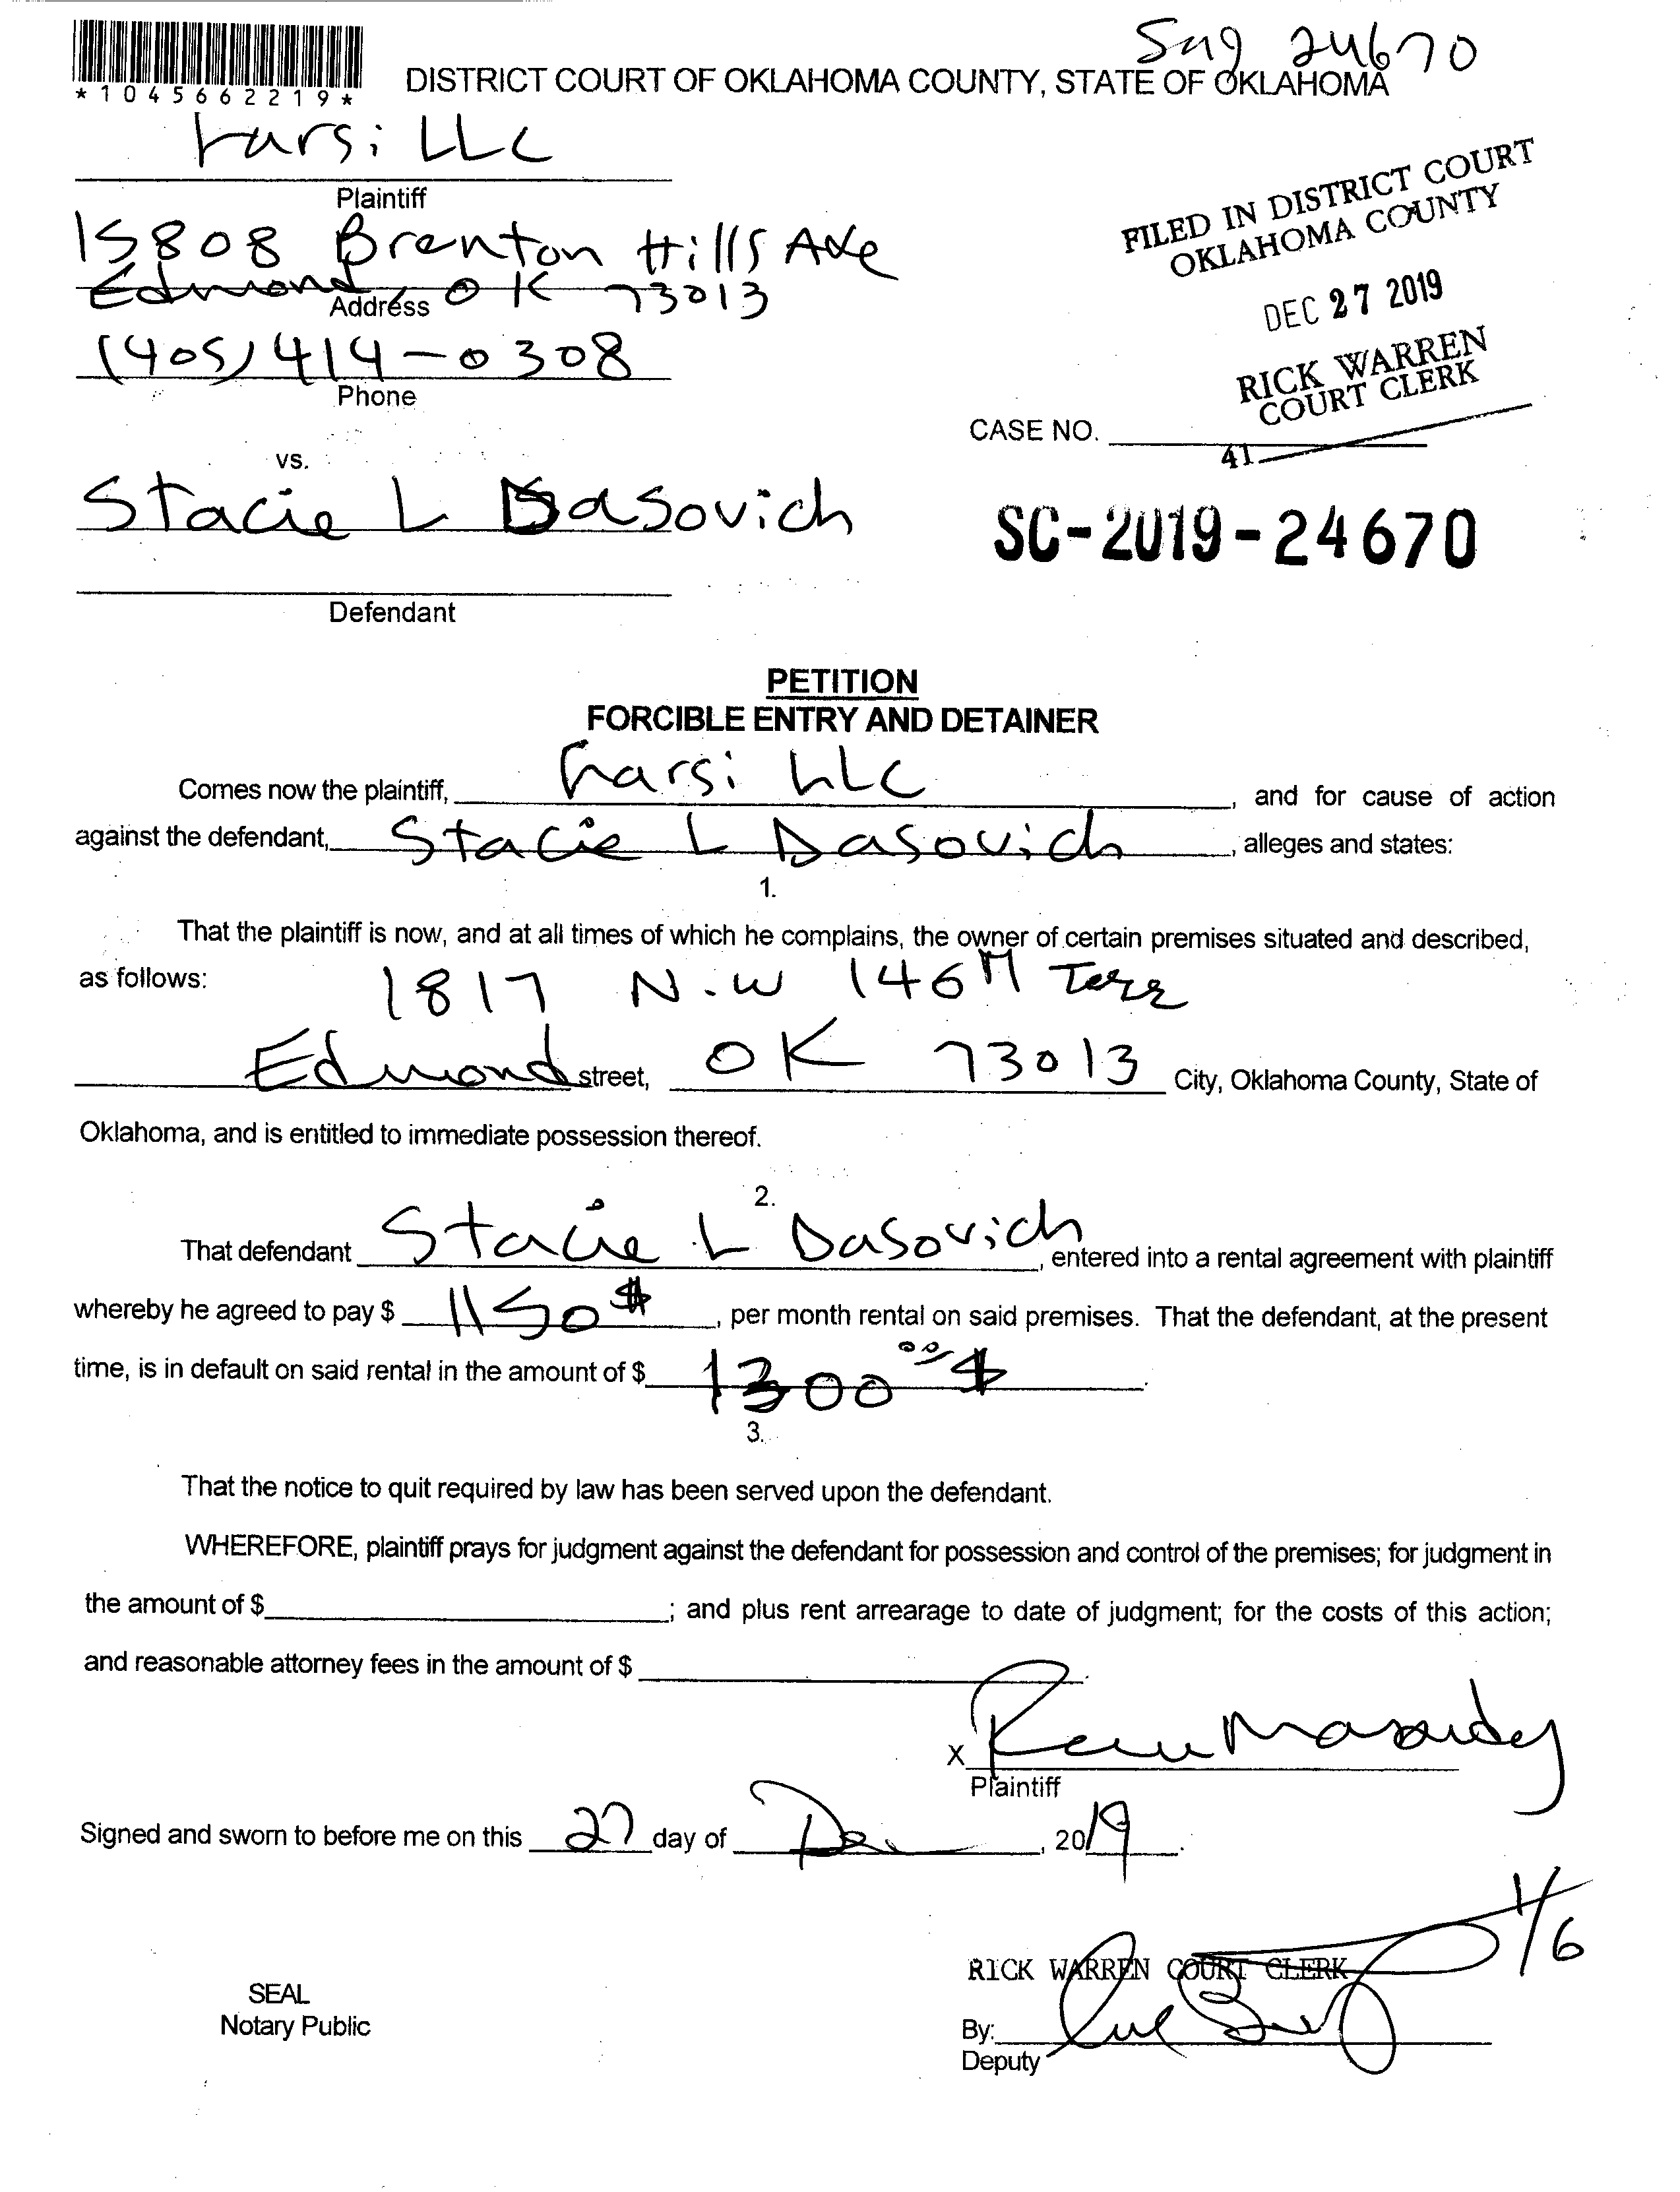 Sug 24670
*1045662219*
DISTRICT COURT OF OKLAHOMA COUNTY, STATE OF OKLAHOMA
LLC
Plaintiff
15808 Brenton Hills Ave
Edmond, OK 73013
Address
(405) 414-0308
Phone
FILED IN DISTRICT COURT
OKLAHOMA COUNTY
DEC 27 2019
RICK WARREN
COURT CLERK
CASE NO.
41
vs.
Stacie L Dasovich
SC-2019-24670
Defendant
PETITION
FORCIBLE ENTRY AND DETAINER
Comes now the plaintiff, LLC, and for cause of action
against the defendant, Stacie L Dasovich, alleges and states:
1.
That the plaintiff is now, and at all times of which he complains, the owner of certain premises situated and described,
as follows: 1817 N.W 146TH Terr
Edmond street, OK 73013 City, Oklahoma County, State of
Oklahoma, and is entitled to immediate possession thereof.
2.
That defendant Stacie L Dasovich, entered into a rental agreement with plaintiff
whereby he agreed to pay $ 1150$, per month rental on said premises. That the defendant, at the present
time, is in default on said rental in the amount of $ 1300 00 $.
3.
That the notice to quit required by law has been served upon the defendant.
WHEREFORE, plaintiff prays for judgment against the defendant for possession and control of the premises; for judgment in
the amount of $ ; and plus rent arrearage to date of judgment; for the costs of this action;
and reasonable attorney fees in the amount of $ .
X
Plaintiff
Signed and sworn to before me on this 27 day of Dec, 2019.
1/6
RICK WARREN COURT CLERK
SEAL
Notary Public
By:
Deputy